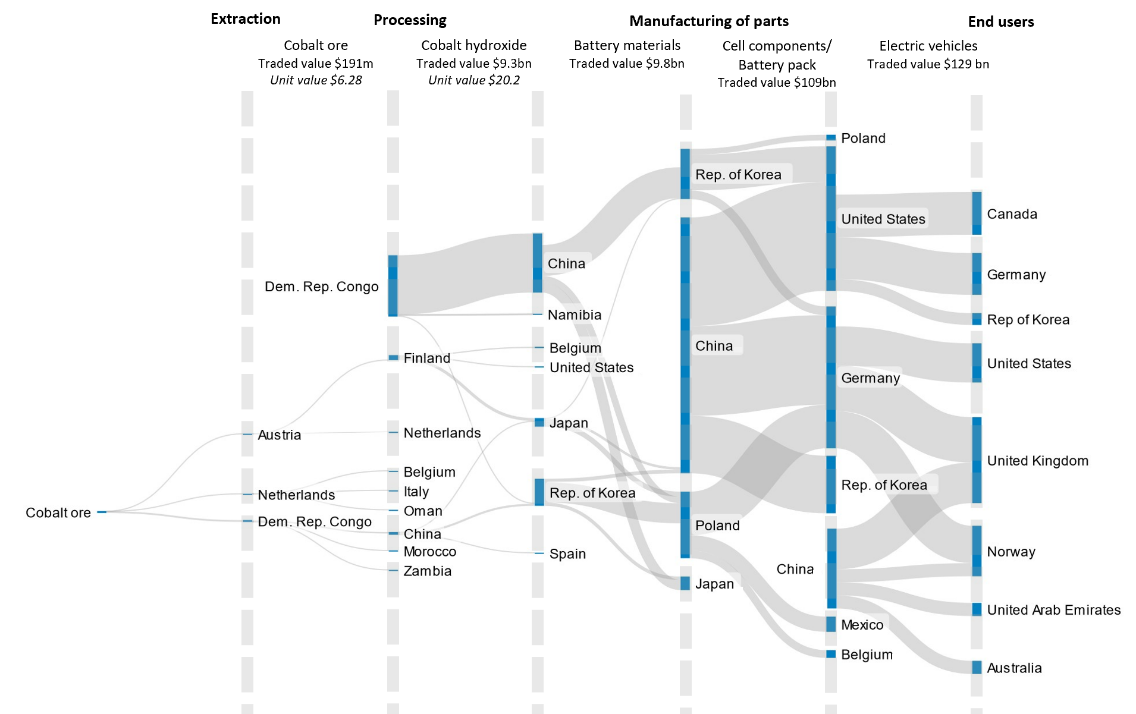 Extraction
Processing
Manufacturing of parts
End users
Cobalt ore
Traded value $191m
Unit value $6.28
Cobalt hydroxide
Traded value $9.3bn
Unit value $20.2
Battery materials
Traded value $9.8bn
Cell components/
Battery pack
Traded value $109bn
Electric vehicles
Traded value $129 bn
Cobalt ore
Austria
Netherlands
Dem. Rep. Congo
Dem. Rep. Congo
Finland
Netherlands
Belgium
Italy
Oman
China
Morocco
Zambia
China
Namibia
Belgium
United States
Japan
Rep. of Korea
Spain
Rep. of Korea
China
Poland
Japan
Poland
United States
Germany
Rep. of Korea
China
Mexico
Belgium
Canada
Germany
Rep of Korea
United States
United Kingdom
Norway
United Arab Emirates
Australia